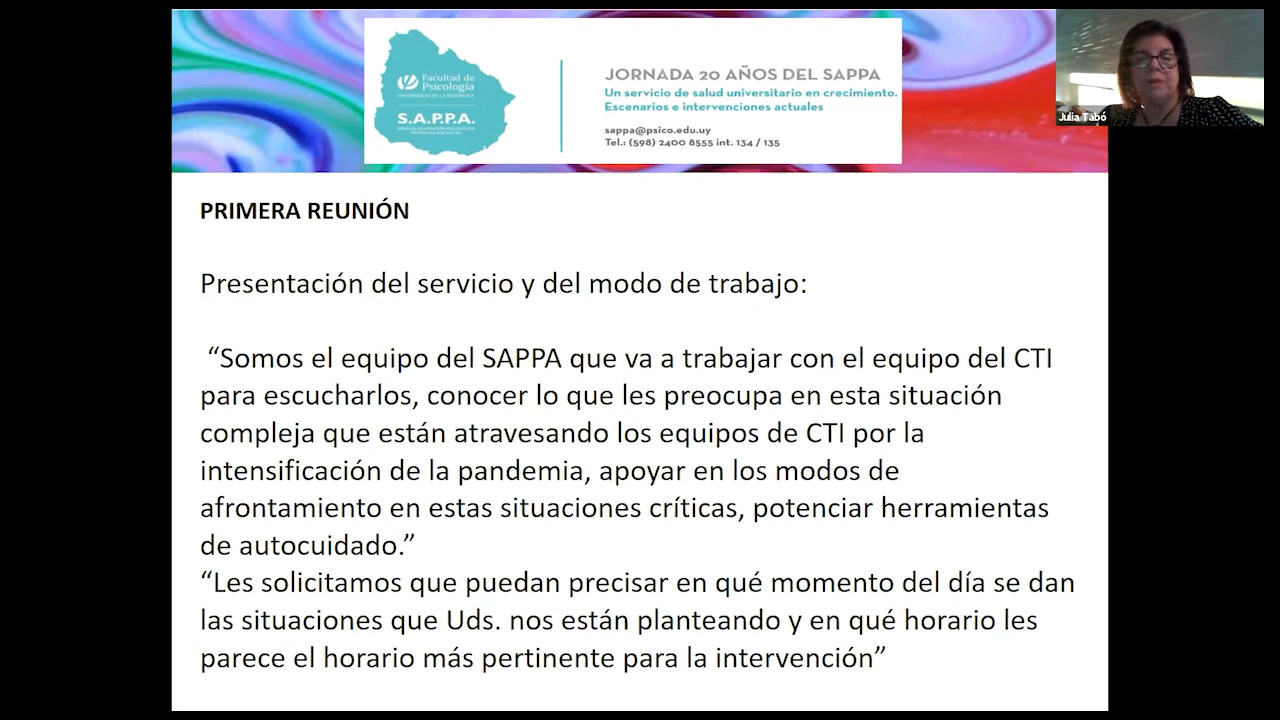 Facultad de
Psicología
UNIVERSIDAD DE LA REPÚBLICA
S.A.P.P.A.
JORNADA 20 AÑOS DEL SAPPA
Un servicio de salud universitario en crecimiento.
Escenarios e intervenciones actuales
sappa@psico.edu.uy
Tel.: (598) 2400 8555 int. 134 / 135
Julia Tabó
PRIMERA REUNIÓN
Presentación del servicio y del modo de trabajo:
“Somos el equipo del SAPPA que va a trabajar con el equipo del CTI
para escucharlos, conocer lo que les preocupa en esta situación
compleja que están atravesando los equipos de CTI por la
intensificación de la pandemia, apoyar en los modos de
afrontamiento en estas situaciones críticas, potenciar herramientas
de autocuidado.”
“Les solicitamos que puedan precisar en qué momento del día se dan
las situaciones que Uds. nos están planteando y en qué horario les
parece el horario más pertinente para la intervención”